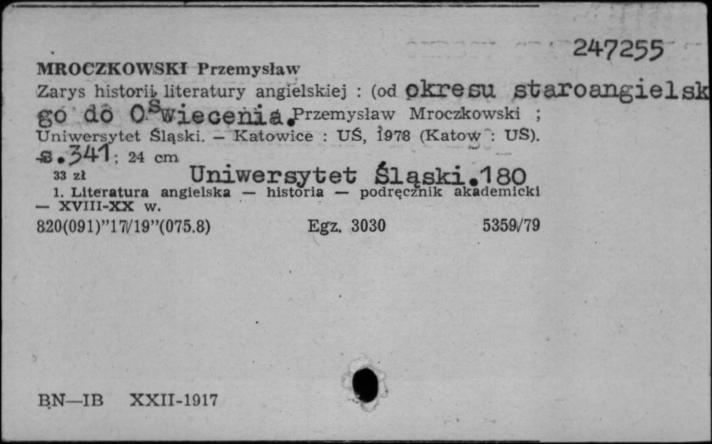 247255
MROCZKOWSKI Przemysław
Zarys historii literatury angielskiej : (od okresu staroangielsk
go do Oswiecenia. Przemysław Mroczkowski ;
Uniwersytet Śląski. — Katowice : UŚ, 1978 (Katow : UŚ).
s.341; 24 cm
33 zł Uniwersytet Śląski.180
1. Literatura angielska — historia — podręcznik akademicki
— XVIII-XX w.
820(091)"17/19"(075.8) Egz. 3030 5359/79
BN—IB XXII-1917